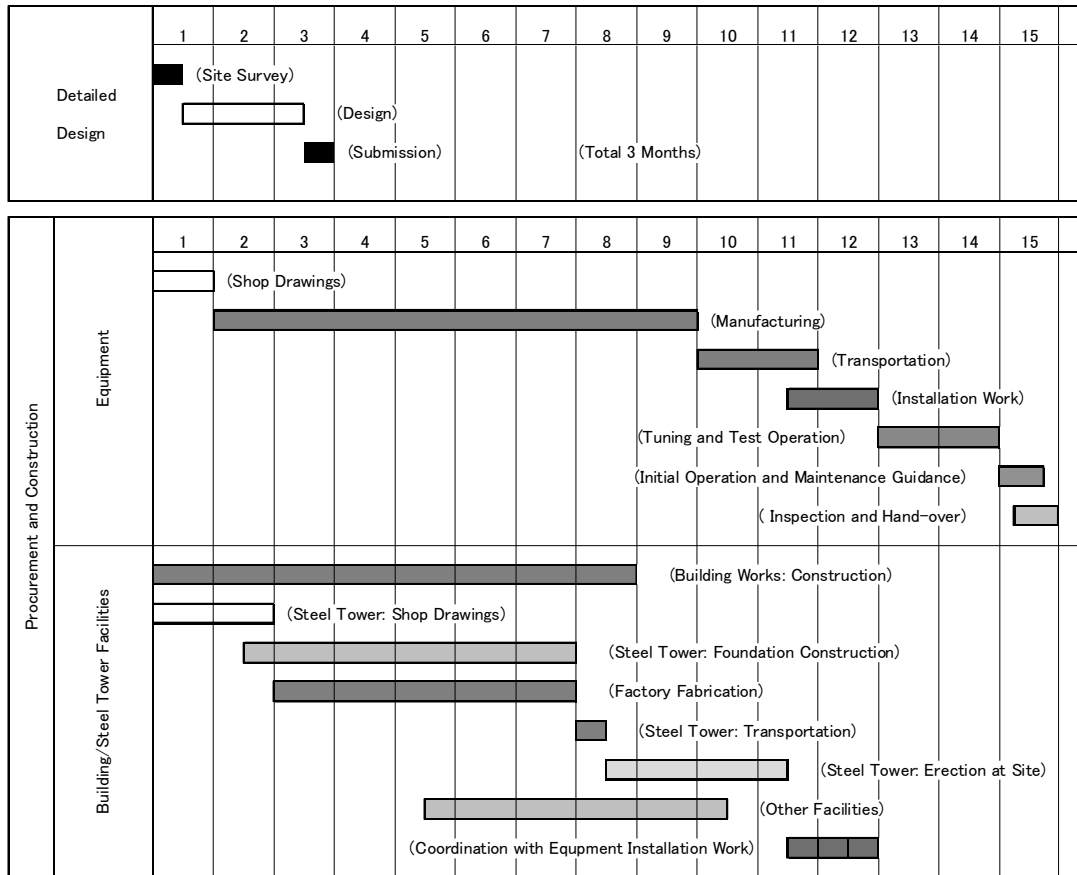 1 2 3 4 5 6 7 8 9 10 11 12 13 14 15
Detailed
Design
(Site Survey)
(Design)
(Submission) (Total 3 Months)
Procurement and Construction
1 2 3 4 5 6 7 8 9 10 11 12 13 14 15
Equipment
(Shop Drawings)
(Manufacturing)
(Transportation)
(Installation Work)
(Tuning and Test Operation)
(Initial Operation and Maintenance Guidance)
( Inspection and Hand-over)
Building/Steel Tower Facilities
(Building Works: Construction)
(Steel Tower: Shop Drawings)
(Steel Tower: Foundation Construction)
(Factory Fabrication)
(Steel Tower: Transportation)
(Steel Tower: Erection at Site)
(Other Facilities)
(Coordination with Equpment Installation Work)